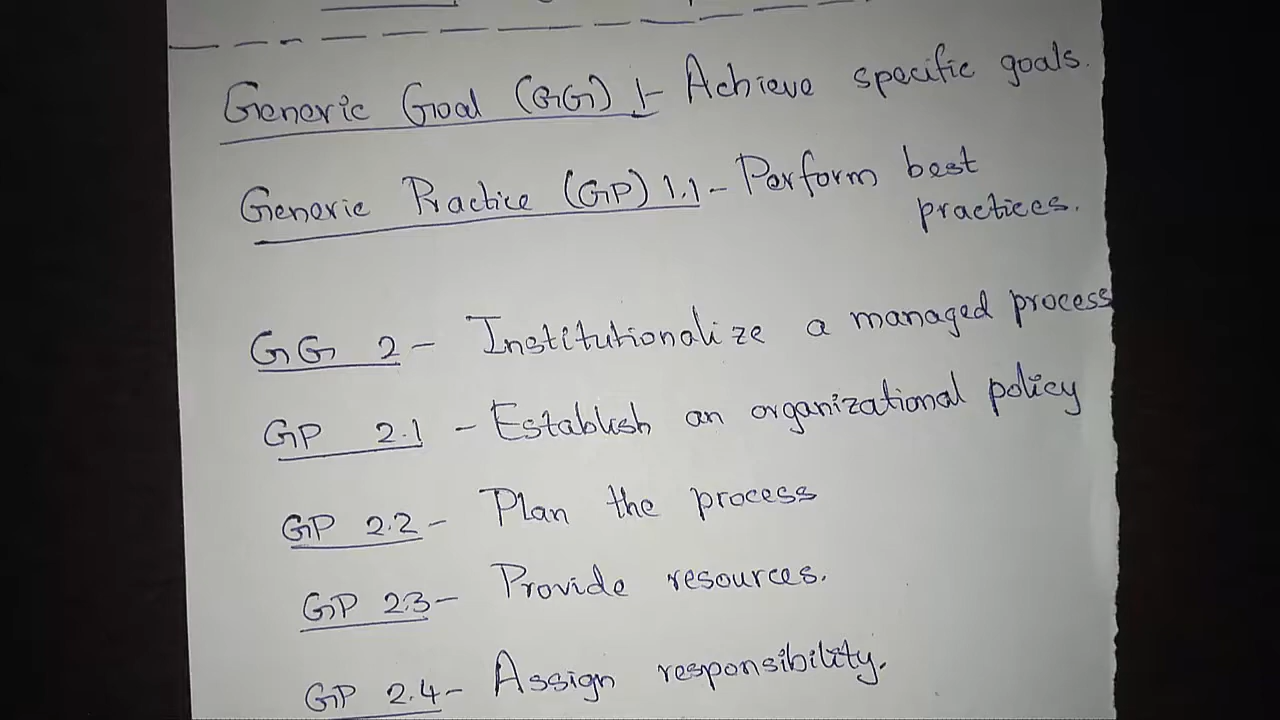 Generic Goal (GG) 1- Achieve specific goals.
Generic Practice (GP) 1.1 - Perform best
practices.
GG 2 - Institutionalize a managed process
GP 2.1 - Establish an organizational policy
GP 2.2 - Plan the process
GP 2.3 - Provide resources.
GP 2.4 - Assign responsibility.